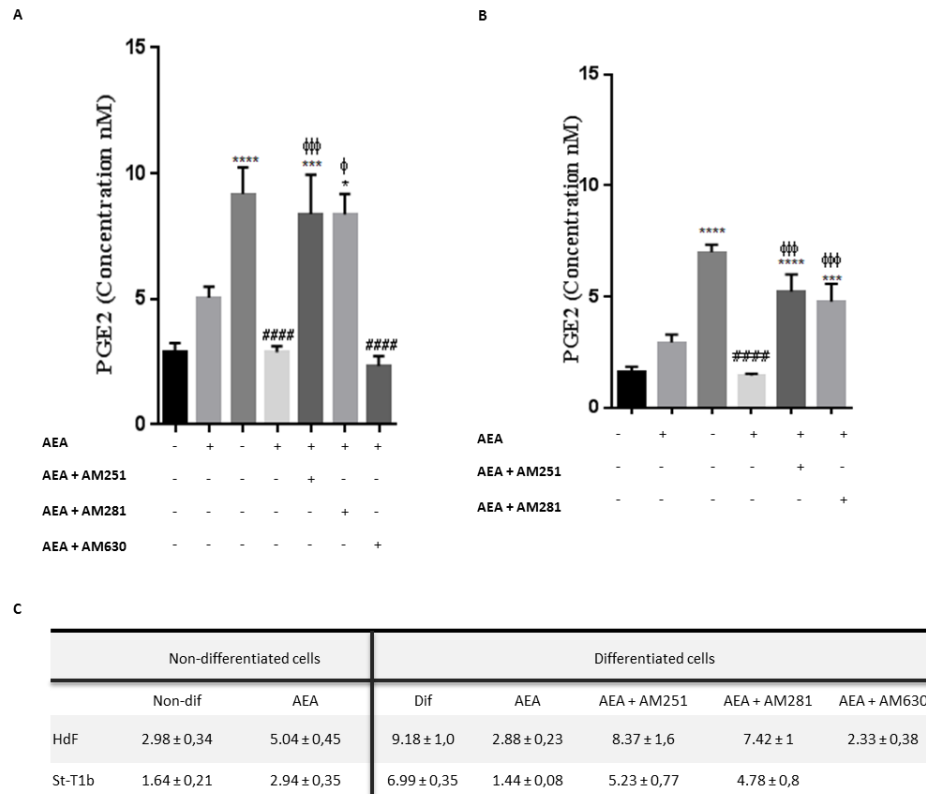 A
15
10
5
0
PGE2 (Concentration nM)
****
####
ϕϕϕ
***
ϕ
*
####
AEA - + - + + + +
AEA + AM251 - - - - + - -
AEA + AM281 - - - - - + -
AEA + AM630 - - - - - - +
B
15
10
5
0
PGE2 (Concentration nM)
****
####
ϕϕϕ
****
ϕϕϕ
***
AEA - + - + + +
AEA + AM251 - - - - + -
AEA + AM281 - - - - - +
C
Non-differentiated cells Differentiated cells
Non-dif AEA Dif AEA AEA + AM251 AEA + AM281 AEA + AM630
HdF 2.98 ± 0,34 5.04 ± 0,45 9.18 ± 1,0 2.88 ± 0,23 8.37 ± 1,6 7.42 ± 1 2.33 ± 0,38
St-T1b 1.64 ± 0,21 2.94 ± 0,35 6.99 ± 0,35 1.44 ± 0,08 5.23 ± 0,77 4.78 ± 0,8